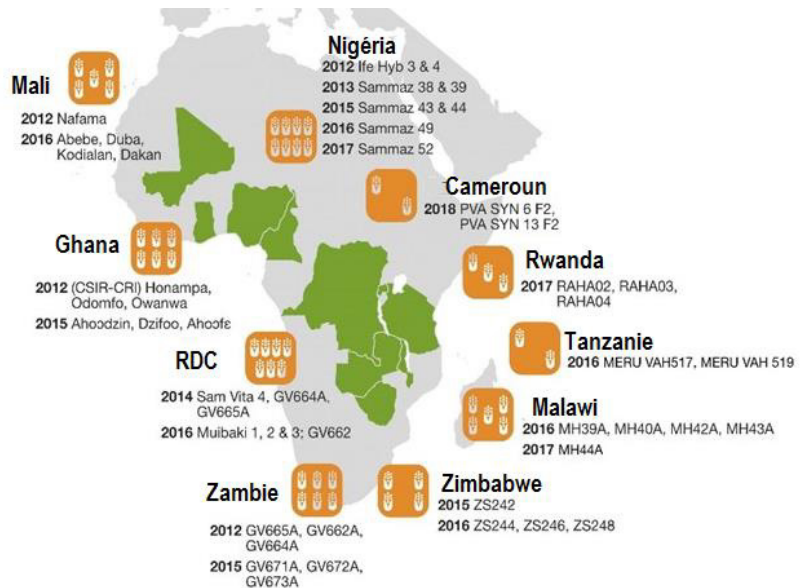 Mali
2012 Nafama
2016 Abebe, Duba,
Kodialan, Dakan
Nigéria
2012 Ife Hyb 3 & 4
2013 Sammaz 38 & 39
2015 Sammaz 43 & 44
2016 Sammaz 49
2017 Sammaz 52
Cameroun
2018 PVA SYN 6 F2,
PVA SYN 13 F2
Ghana
2012 (CSIR-CRI) Honampa,
Odomfo, Owanwa
2015 Ahoɔdzin, Dzifoo, Ahoɔfɛ
Rwanda
2017 RAHA02, RAHA03,
RAHA04
Tanzanie
2016 MERU VAH517, MERU VAH 519
RDC
2014 Sam Vita 4, GV664A,
GV665A
2016 Muibaki 1, 2 & 3; GV662
Malawi
2016 MH39A, MH40A, MH42A, MH43A
2017 MH44A
Zambie
2012 GV665A, GV662A,
GV664A
2015 GV671A, GV672A,
GV673A
Zimbabwe
2015 ZS242
2016 ZS244, ZS246, ZS248